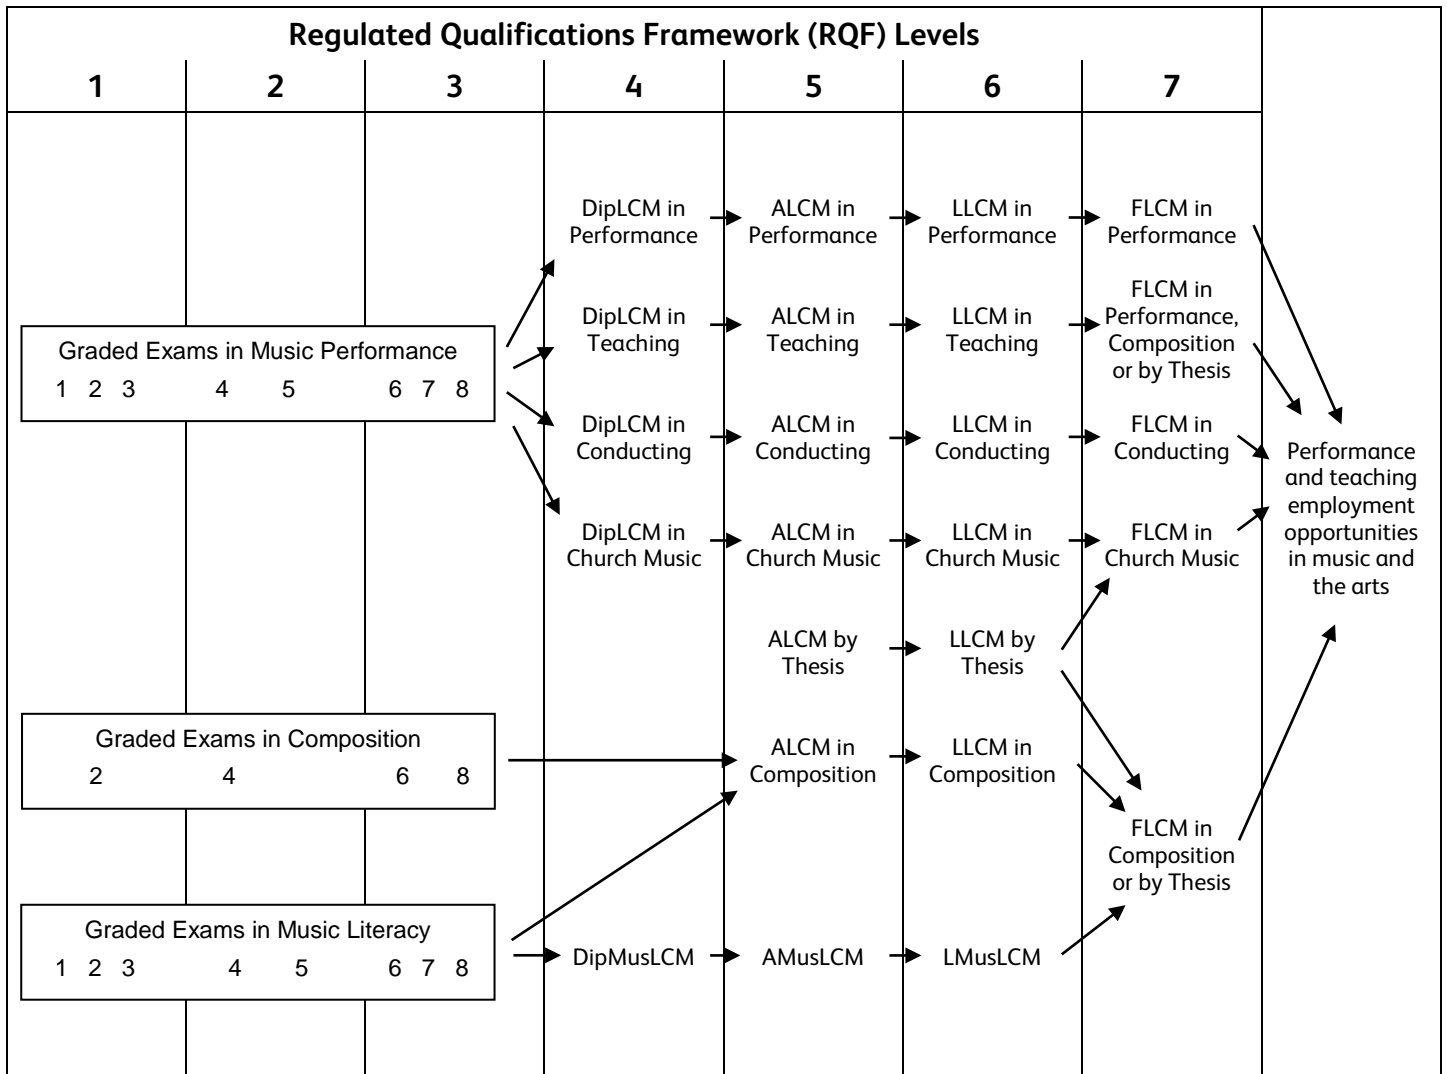 Regulated Qualifications Framework (RQF) Levels
1 2 3 4 5 6 7
DipLCM in
Performance
ALCM in
Performance
LLCM in
Performance
FLCM in
Performance
Graded Exams in Music Performance
1 2 3 4 5 6 7 8
DipLCM in
Teaching
ALCM in
Teaching
LLCM in
Teaching
FLCM in
Performance,
Composition
or by Thesis
DipLCM in
Conducting
ALCM in
Conducting
LLCM in
Conducting
FLCM in
Conducting
DipLCM in
Church Music
ALCM in
Church Music
LLCM in
Church Music
FLCM in
Church Music
Performance
and teaching
employment
opportunities
in music and
the arts
ALCM by
Thesis
LLCM by
Thesis
Graded Exams in Composition
2 4 6 8
ALCM in
Composition
LLCM in
Composition
FLCM in
Composition
or by Thesis
Graded Exams in Music Literacy
1 2 3 4 5 6 7 8
DipMusLCM
AMusLCM
LMusLCM